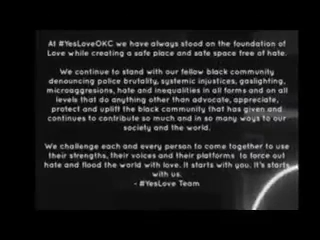 At #YesLoveOKC we have always stood on the foundation of
Love while creating a safe place and safe space free of hate.
We continue to stand with our fellow black community
denouncing police brutality, systemic injustices, gaslighting,
microaggresions, hate and inequalities in all forms and on all
levels that do anything other than advocate, appreciate,
protect and uplift the black community that has given and
continues to contribute so much and in so many ways to our
society and the world.
We challenge each and every person to come together to use
their strengths, their voices and their platforms to force out
hate and flood the world with love. It starts with you. It's starts
with us.
- #YesLove Team